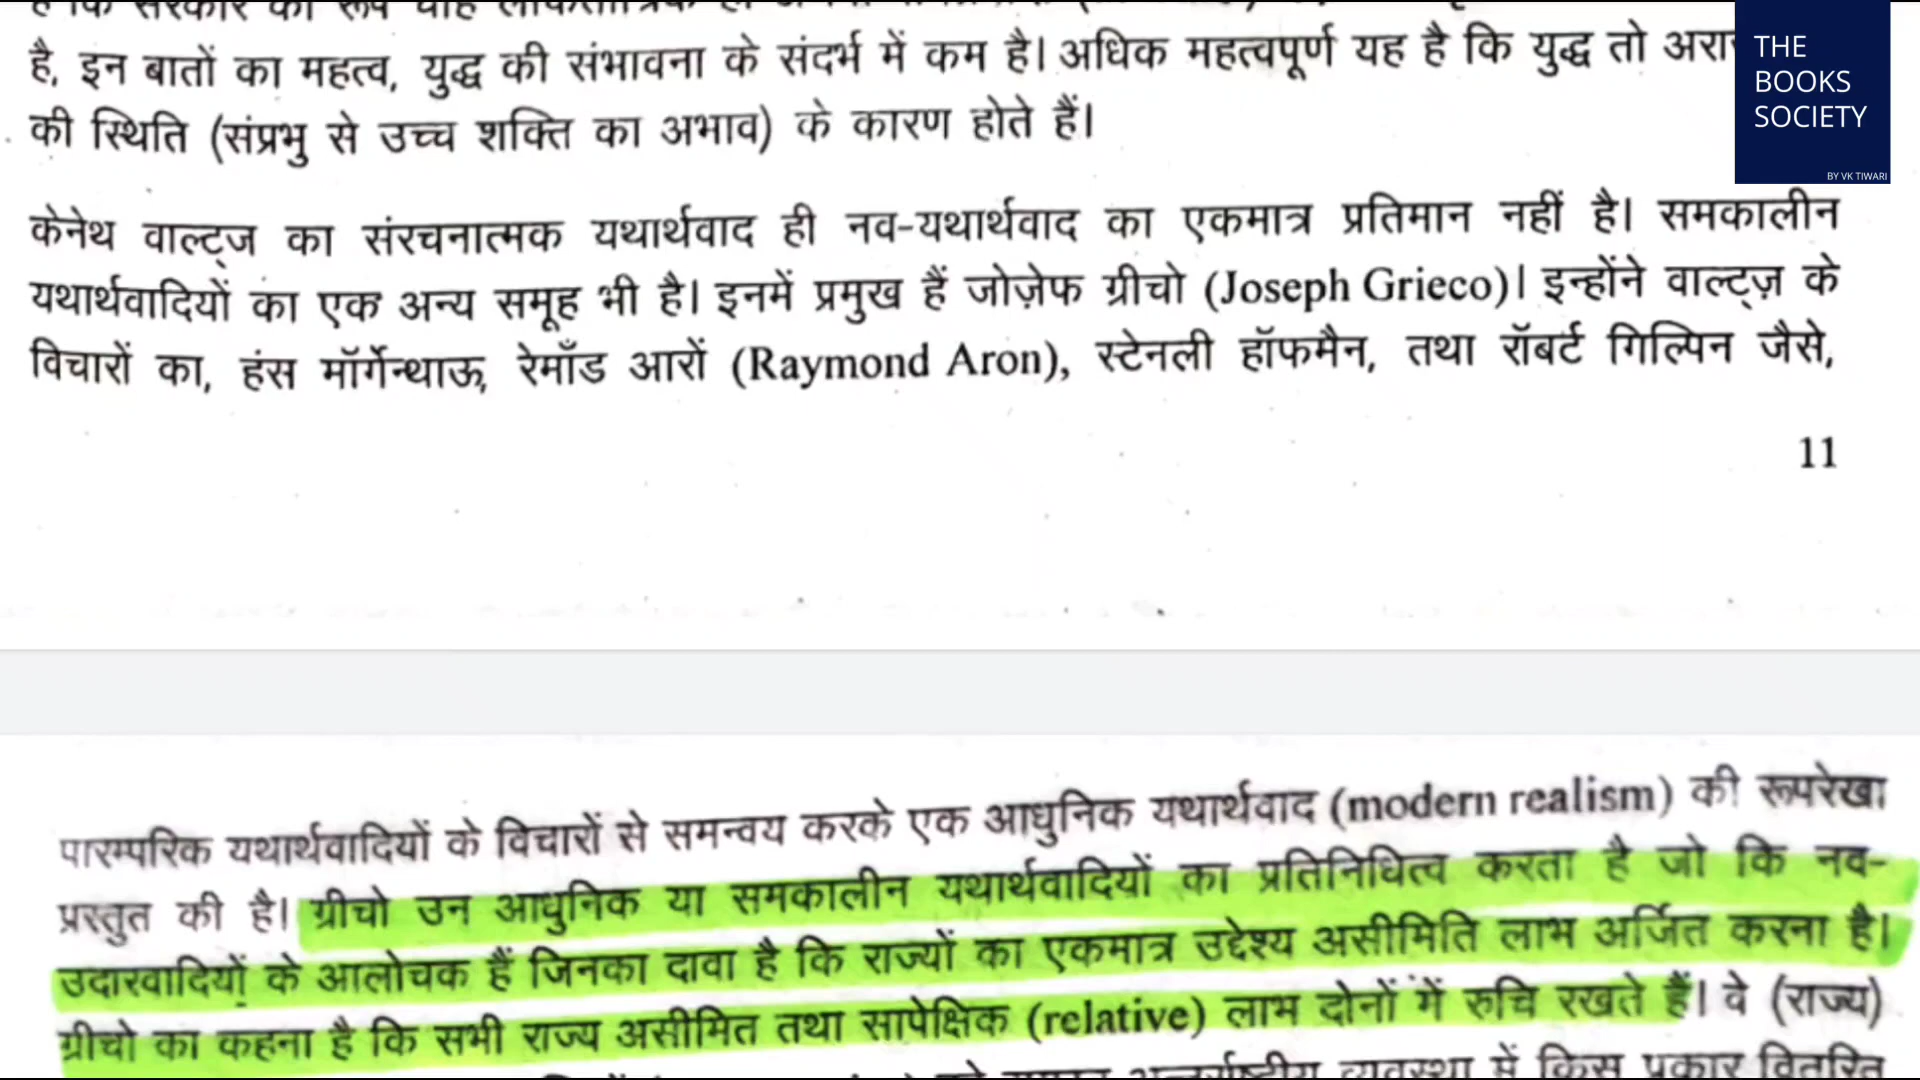 है, इन बातों का महत्व, युद्ध की संभावना के संदर्भ में कम है। अधिक महत्वपूर्ण यह है कि युद्ध तो
की स्थिति (संप्रभु से उच्च शक्ति का अभाव) के कारण होते हैं।
THE
BOOKS
SOCIETY
BY VK TIWARI
केनेथ वाल्ट्ज का संरचनात्मक यथार्थवाद ही नव-यथार्थवाद का एकमात्र प्रतिमान नहीं है। समकालीन
यथार्थवादियों का एक अन्य समूह भी है। इनमें प्रमुख हैं जोज़ेफ ग्रीचो (Joseph Grieco)। इन्होंने वाल्ट्ज़ के
विचारों का, हंस मॉर्गेन्थाऊ, रेमाँड आरों (Raymond Aron), स्टेनली हॉफमैन, तथा रॉबर्ट गिल्पिन जैसे,
11
पारम्परिक यथार्थवादियों के विचारों से समन्वय करके एक आधुनिक यथार्थवाद (modern realism) की रूपरेखा
प्रस्तुत की है। ग्रीचो उन आधुनिक या समकालीन यथार्थवादियों का प्रतिनिधित्व करता है जो कि नव-
उदारवादियों के आलोचक हैं जिनका दावा है कि राज्यों का एकमात्र उद्देश्य असीमिति लाभ अर्जित करना है।
ग्रीचो का कहना है कि सभी राज्य असीमित तथा सापेक्षिक (relative) लाभ दोनों में रुचि रखते हैं। वे (राज्य)
व्यवस्था में किस प्रकार वितरित